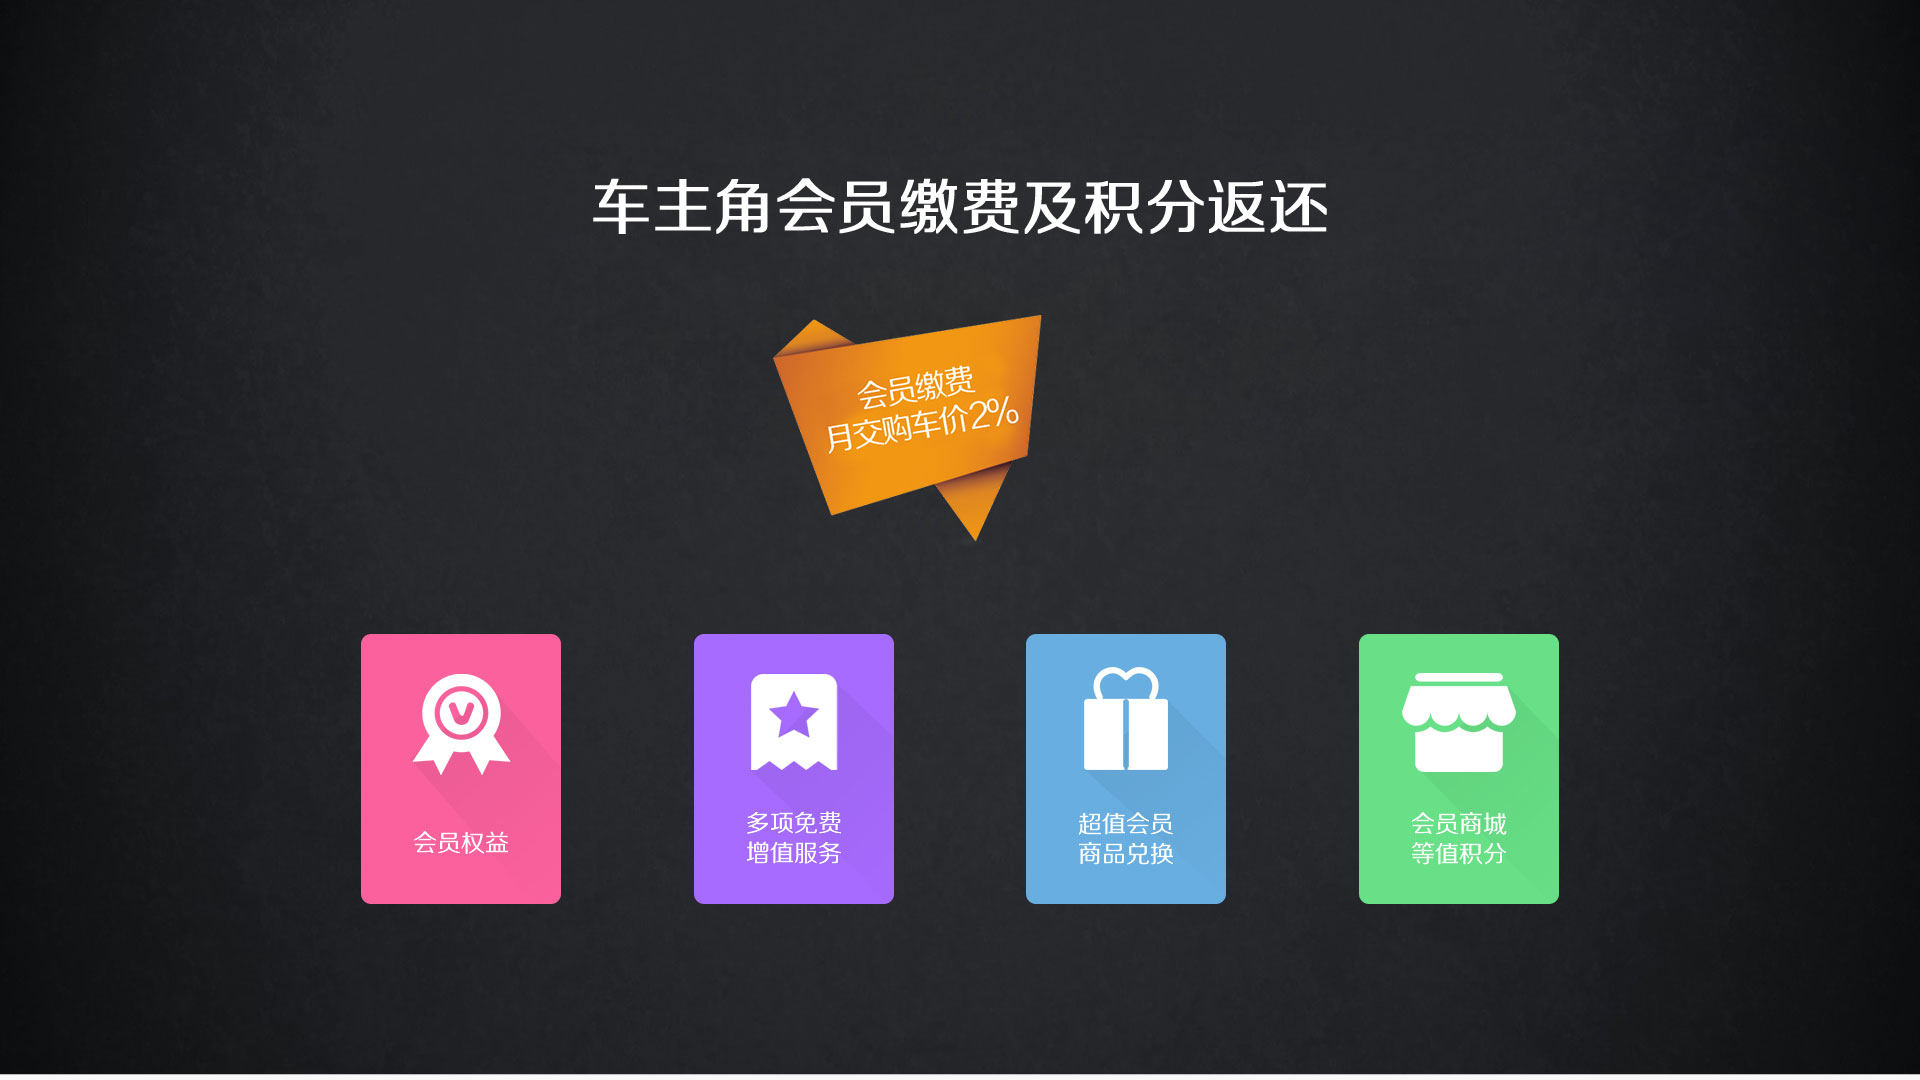 车主角会员缴费及积分返还
会员缴费
月交购车价2%
会员权益
多项免费
增值服务
超值会员
商品兑换
会员商城
等值积分